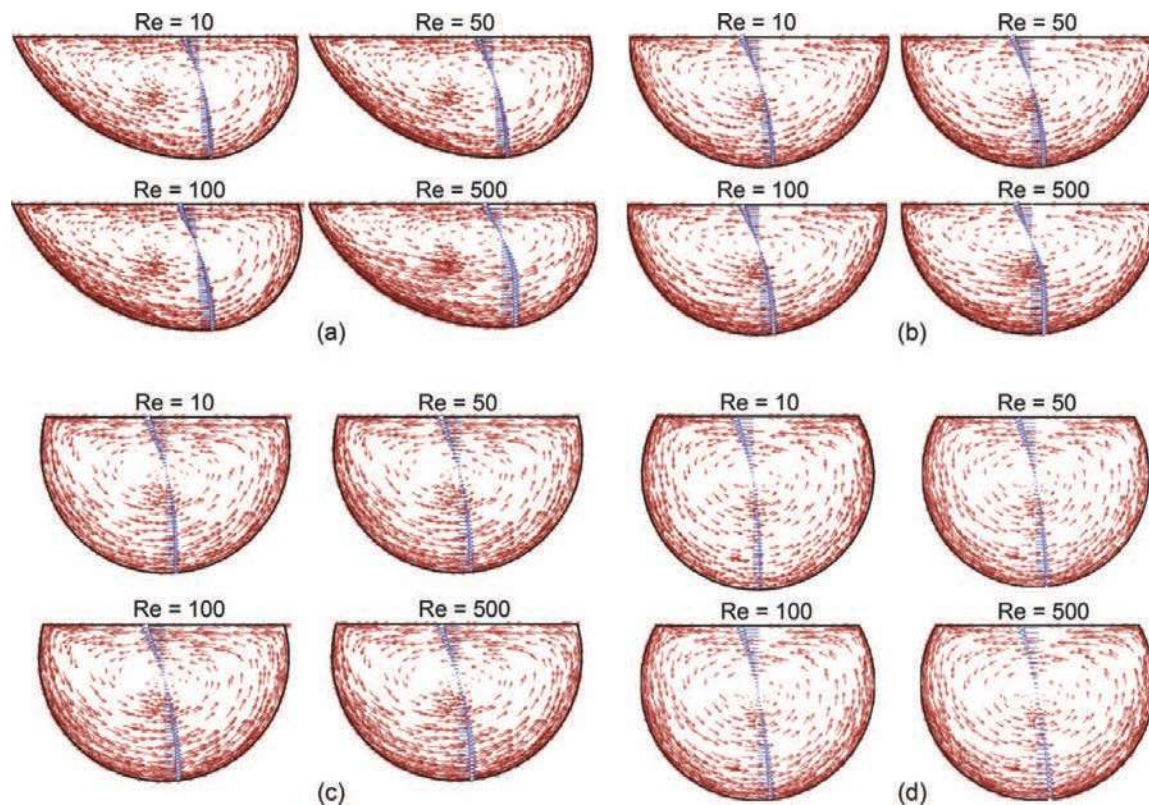 Re = 10
Re = 50
Re = 100
Re = 500
(a)
Re = 10
Re = 50
Re = 100
Re = 500
(b)
Re = 10
Re = 50
Re = 100
Re = 500
(c)
Re = 10
Re = 50
Re = 100
Re = 500
(d)